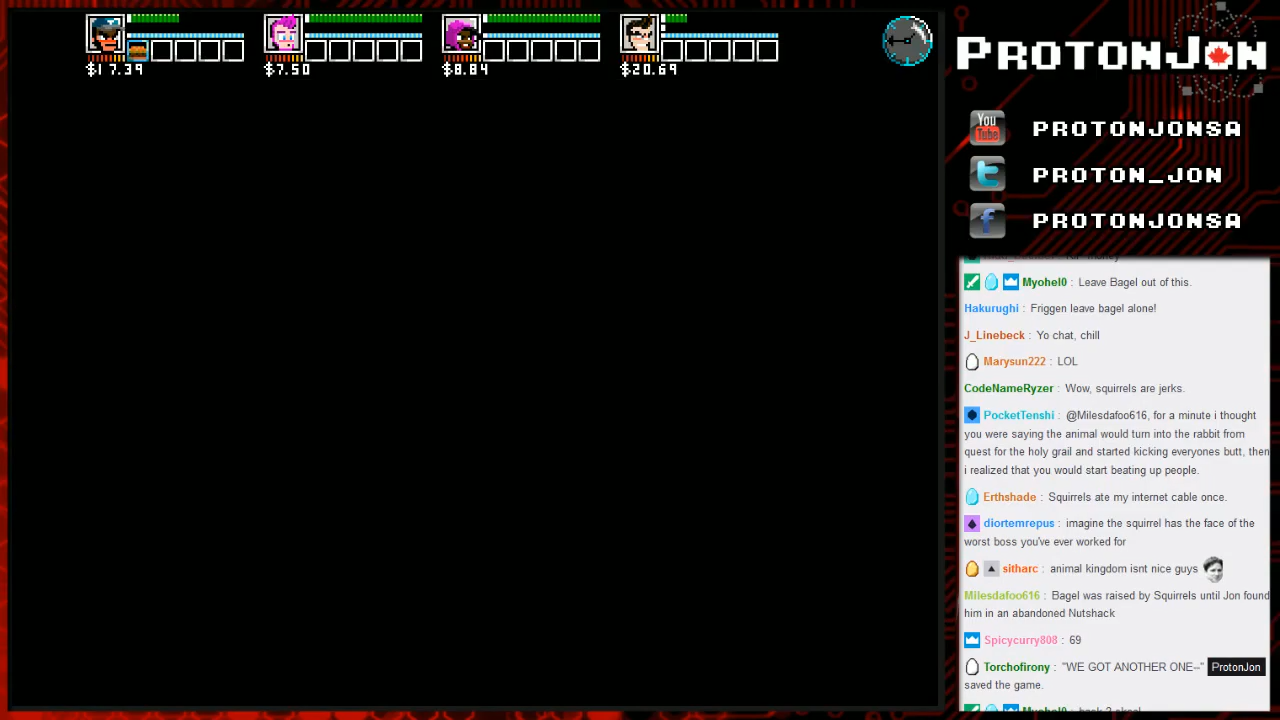 $17.39
$7.50
$8.84
$20.69
PROTONJON
You Tube PROTONJONSA
PROTON_JON
PROTONJONSA
Myohel0 : Leave Bagel out of this.
Hakurughi : Friggen leave bagel alone!
J_Linebeck : Yo chat, chill
Marysun222 : LOL
CodeNameRyzer : Wow, squirrels are jerks.
PocketTenshi : @Milesdafoo616, for a minute i thought
you were saying the animal would turn into the rabbit from
quest for the holy grail and started kicking everyones butt, then
i realized that you would start beating up people.
Erthshade : Squirrels ate my internet cable once.
diortemrepus : imagine the squirrel has the face of the
worst boss you've ever worked for
sitharc : animal kingdom isnt nice guys
Milesdafoo616 : Bagel was raised by Squirrels until Jon found
him in an abandoned Nutshack
Spicycurry808 : 69
Torchofirony : "WE GOT ANOTHER ONE--" ProtonJon
saved the game.
Myohel0